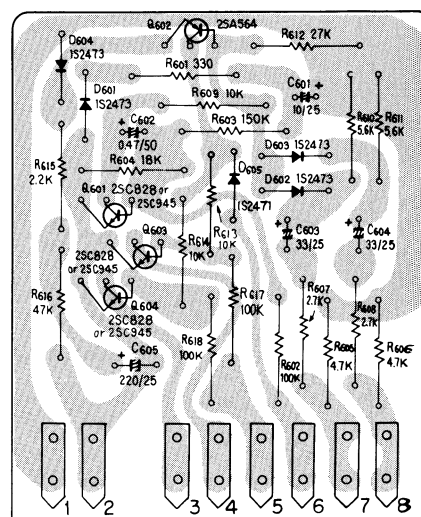 Q602 2SA564
D604
1S2473
R612 27K
R601 330
D601
1S2473
R609 10K
C601
10/25
C602
0.47/50
R603 150K
R610
5.6K
R611
5.6K
D603 1S2473
R604 18K
D605
1S2471
D602 1S2473
R615
2.2K
Q601 2SC828 or
2SC945
R613
10K
C603
33/25
C604
33/25
Q603
R614
10K
2SC828
or 2SC945
R616
47K
Q604
2SC828
or 2SC945
R617
100K
R607
2.7K
R608
2.7K
R618
100K
R602
100K
R605
4.7K
R606
4.7K
C605
220/25
1 2 3 4 5 6 7 8